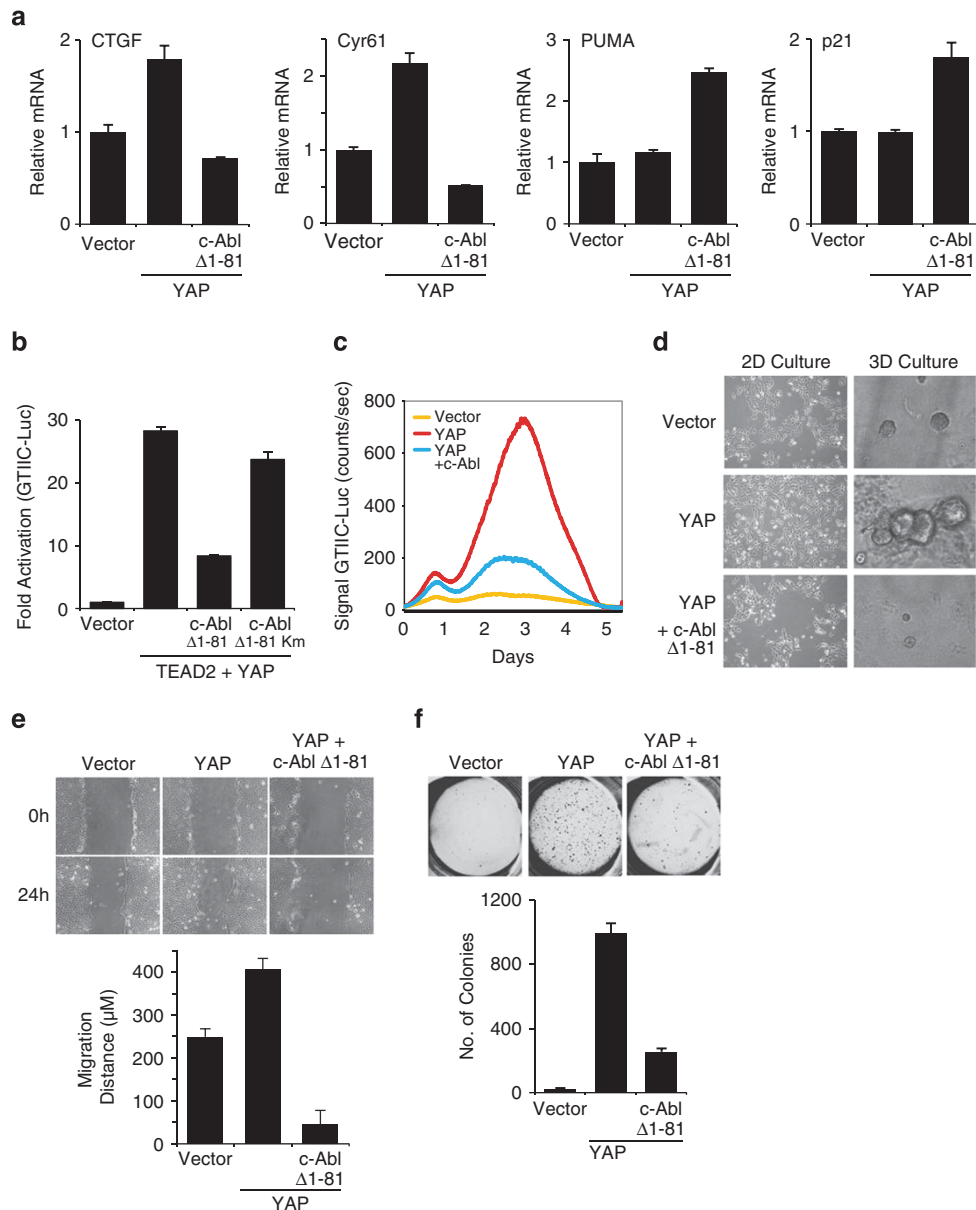 a
CTGF
Relative mRNA
2
1
0
Vector
c-Abl
Δ1-81
YAP
Cyr61
Relative mRNA
2
1
0
Vector
c-Abl
Δ1-81
YAP
PUMA
Relative mRNA
3
2
1
0
Vector
c-Abl
Δ1-81
YAP
p21
Relative mRNA
2
1
0
Vector
c-Abl
Δ1-81
YAP
b
Fold Activation (GTIIC-Luc)
30
20
10
0
Vector
c-Abl
Δ1-81
c-Abl
Δ1-81 Km
TEAD2 + YAP
c
Signal GTIIC-Luc (counts/sec)
800
600
400
200
0
Vector
YAP
YAP
+c-Abl
0 1 2 3 4 5
Days
d
2D Culture 3D Culture
Vector
YAP
YAP
+ c-Abl
Δ1-81
e
Vector YAP YAP +
c-Abl Δ1-81
0h
24h
Migration
Distance (µM)
400
300
200
100
0
Vector
c-Abl
Δ1-81
YAP
f
Vector YAP YAP +
c-Abl Δ1-81
No. of Colonies
1200
800
400
0
Vector
c-Abl
Δ1-81
YAP